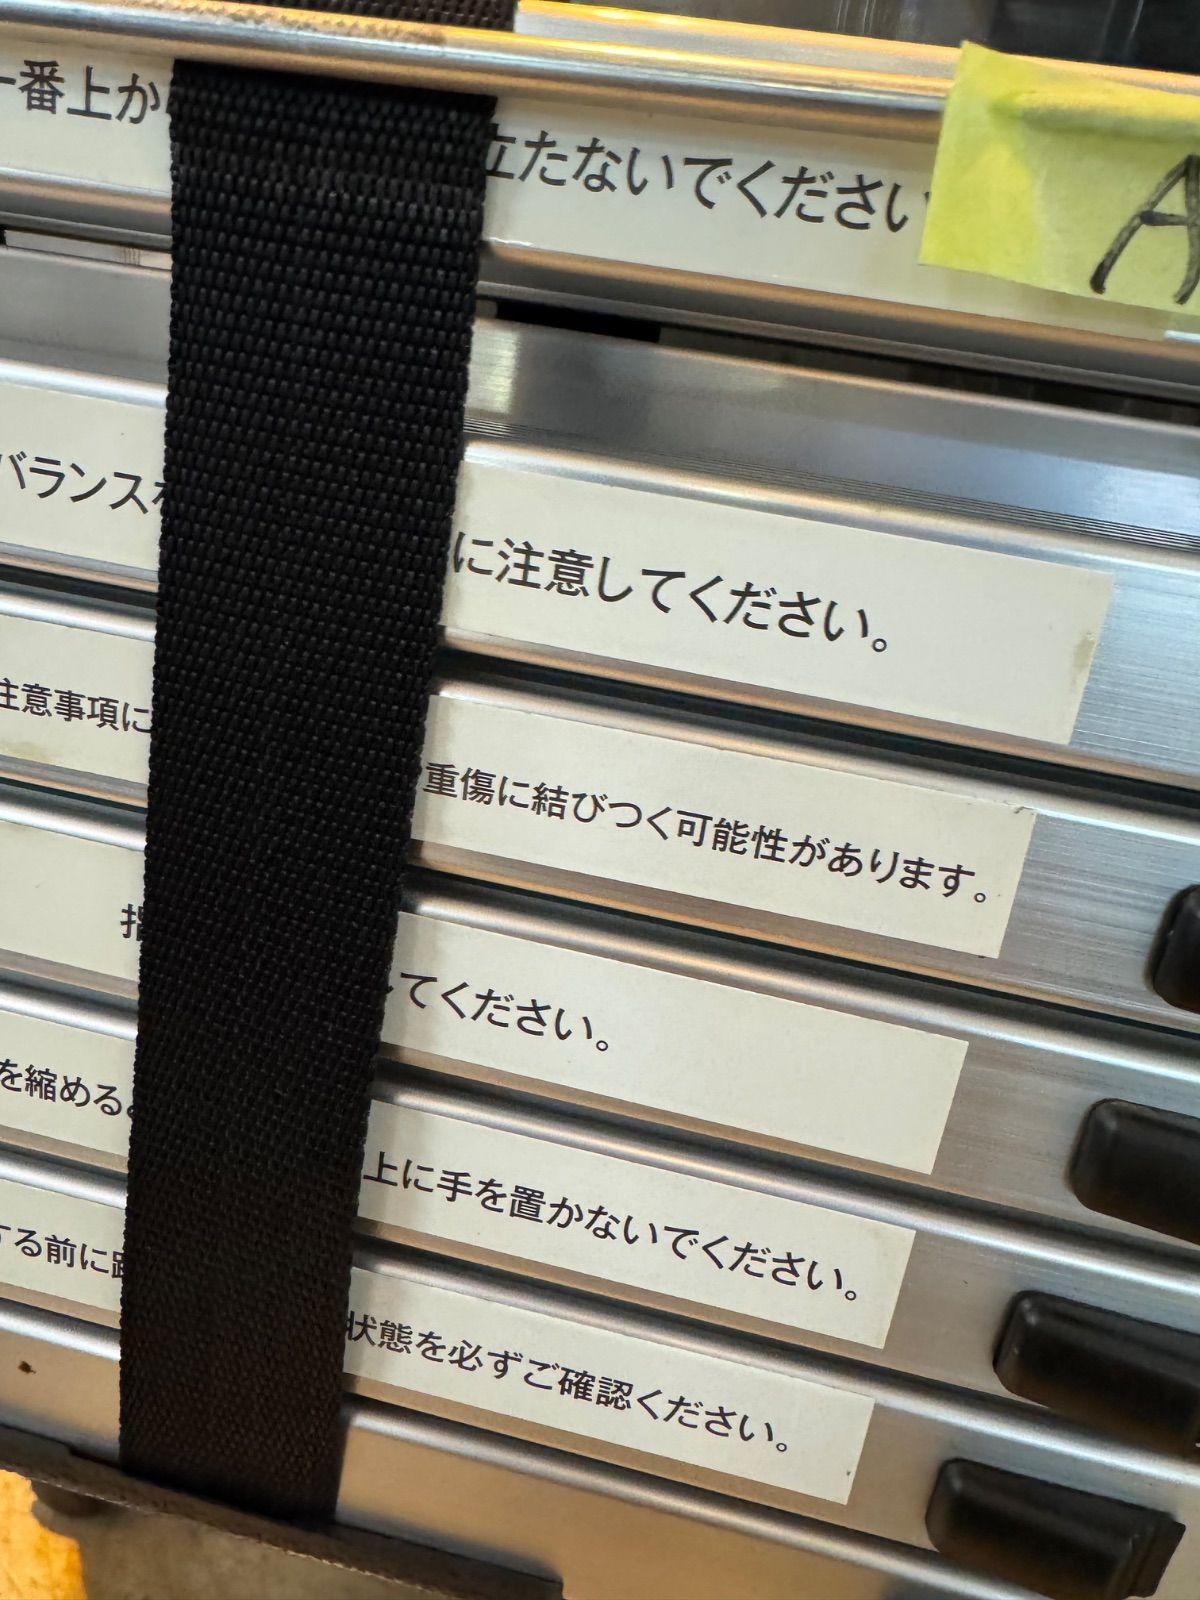 一番上か 立たないでください
A
バランス に注意してください。
注意事項に 重傷に結びつく可能性があります。
指 てください。
を縮める 上に手を置かないでください。
する前に 状態を必ずご確認ください。